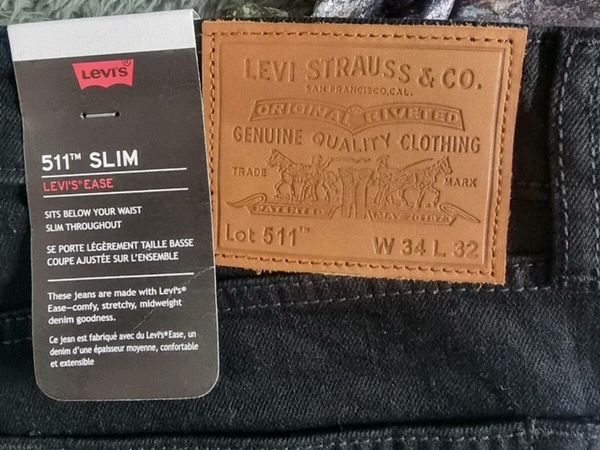 LEVI'S®
511™ SLIM
LEVI'S® EASE
SITS BELOW YOUR WAIST
SLIM THROUGHOUT
SE PORTE LÉGÈREMENT TAILLE BASSE
COUPE AJUSTÉE SUR L'ENSEMBLE
These jeans are made with Levi's®
Ease—comfy, stretchy, midweight
denim goodness.
Ce jean est fabriqué avec du Levi's® Ease, un
denim d'une épaisseur moyenne, confortable
et extensible
LEVI STRAUSS & CO.
SAN FRANCISCO, CAL.
ORIGINAL RIVETED
GENUINE QUALITY CLOTHING
TRADE MARK
PATENTED MAY 20 1873
Lot 511™ W 34 L 32